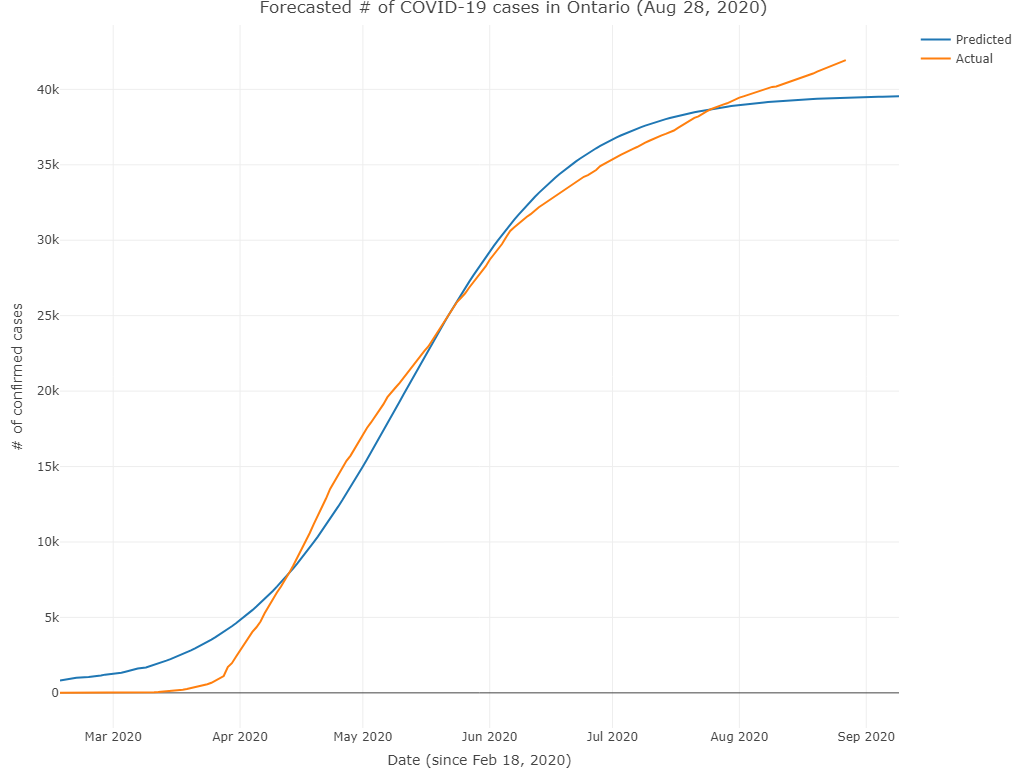 Forecasted # of COVID-19 cases in Ontario (Aug 28, 2020)
Predicted
Actual
40k
35k
30k
25k
20k
15k
10k
5k
0
# of confirmed cases
Mar 2020 Apr 2020 May 2020 Jun 2020 Jul 2020 Aug 2020 Sep 2020
Date (since Feb 18, 2020)